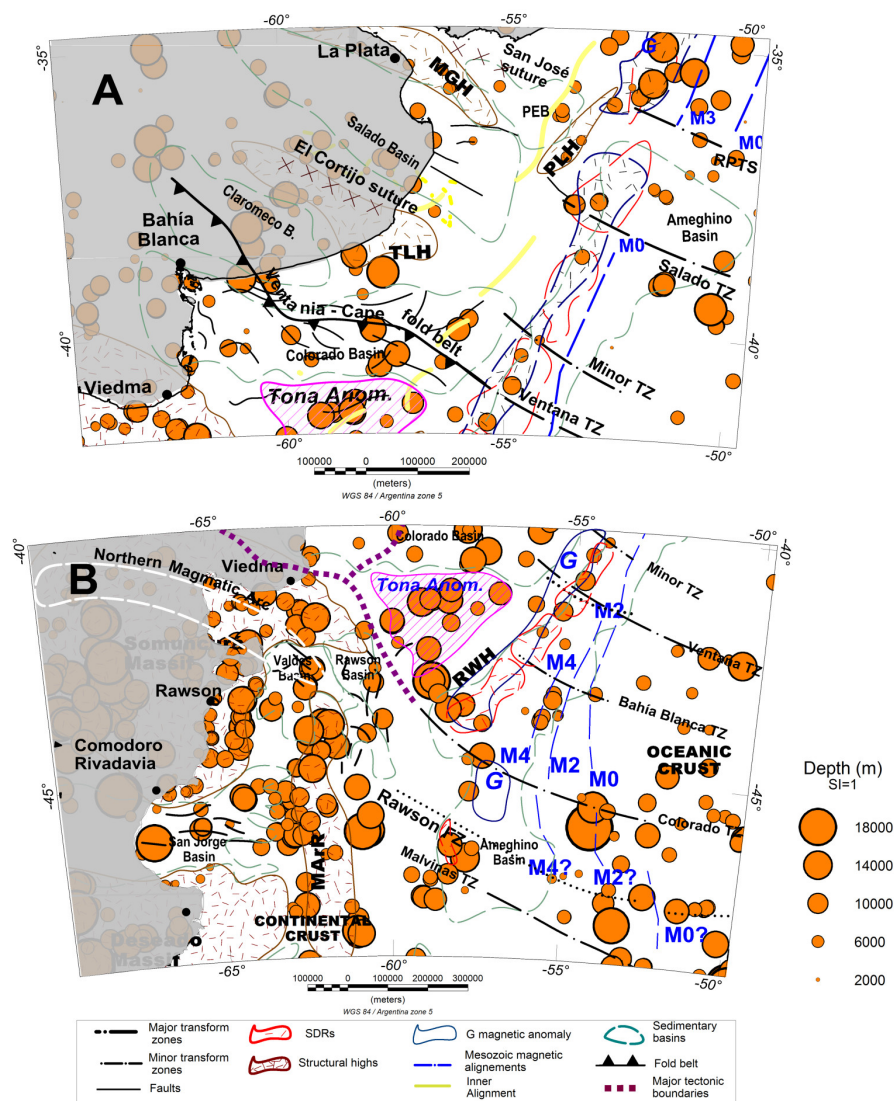 -60°
-55°
-50°
-35°
-35°
La Plata
San José
suture
G
A
MGH
PEB
M3
M0
Salado Basin
PLH
RPTS
El Cortijo suture
Claromeco B.
Ameghino
Basin
Bahía
Blanca
TLH
M0
Salado TZ
Ventania - Cape
fold belt
-40°
-40°
Colorado Basin
Minor TZ
Viedma
Tona Anom.
Ventana TZ
-60°
-55°
-50°
100000 0 100000 200000
(meters)
WGS 84 / Argentina zone 5
-65°
-60°
-55°
-50°
-40°
-40°
Colorado Basin
Viedma
B
Northern Magmatic Arc
G
Minor TZ
Tona Anom.
M2
Somuncura
Massif
Valdes
Basin
Rawson
Basin
RWH
M4
Ventana TZ
Rawson
Bahía Blanca TZ
Comodoro
Rivadavia
M4
M2
OCEANIC
CRUST
G
M0
-45°
-45°
Rawson FZ
Colorado TZ
San Jorge
Basin
MArR
Ameghino
Basin
M4?
Malvinas TZ
M2?
CONTINENTAL
CRUST
M0?
Deseado
Massif
-65°
-60°
-55°
-50°
100000 0 100000 200000 300000
(meters)
WGS 84 / Argentina zone 5
Depth (m)
SI=1
18000
14000
10000
6000
2000
Major transform
zones
SDRs
G magnetic anomaly
Sedimentary
basins
Minor transform
zones
Structural highs
Mesozoic magnetic
alignements
Fold belt
Faults
Inner
Alignment
Major tectonic
boundaries